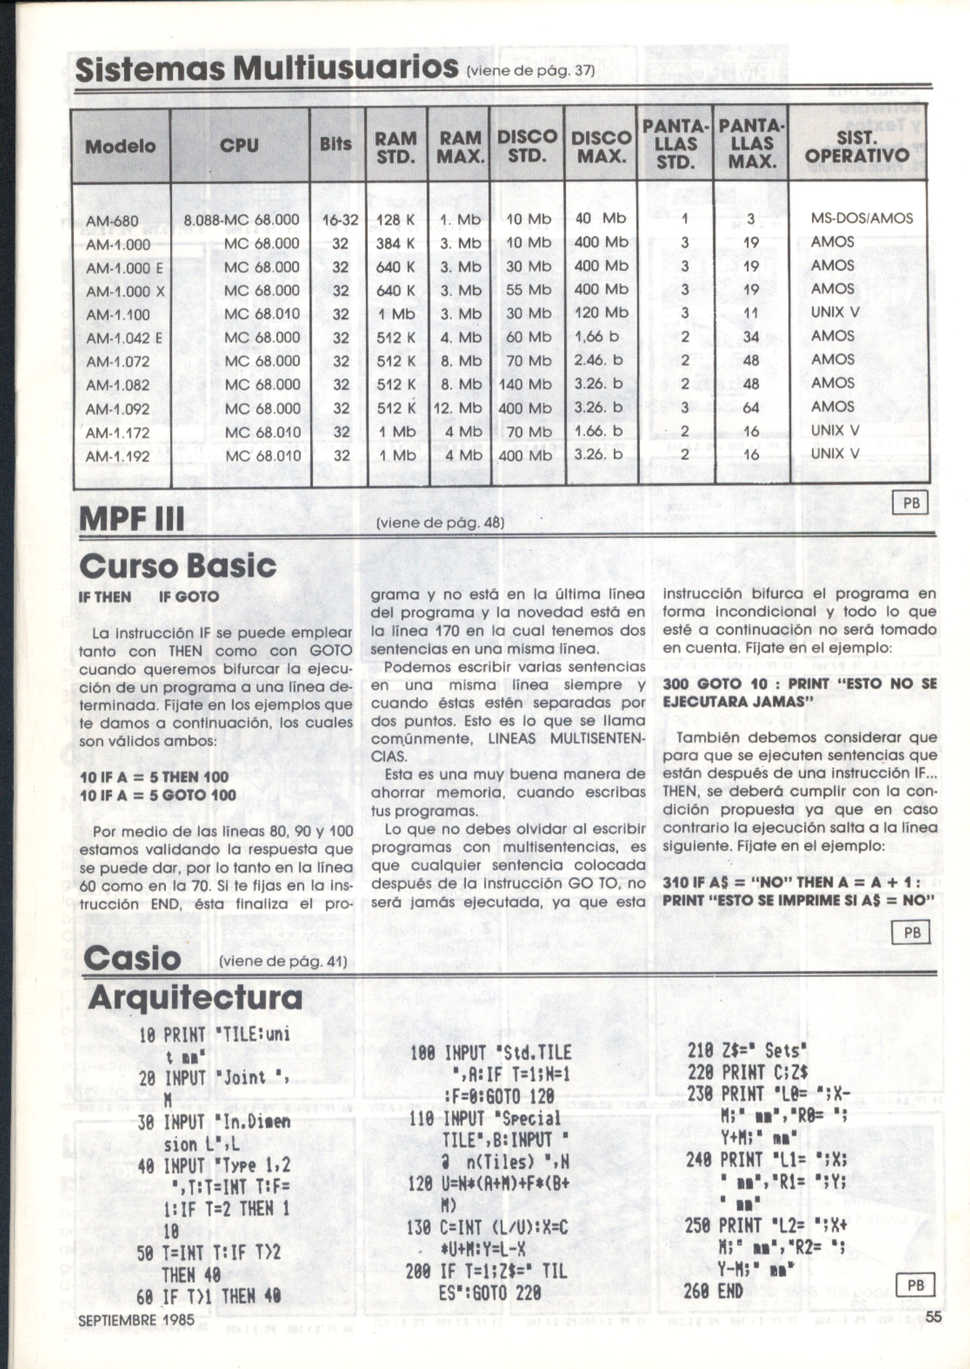 Sistemas Multiusuarios (viene de pág. 37)
Modelo CPU Bits RAM STD. RAM MAX. DISCO STD. DISCO MAX. PANTA-LLAS STD. PANTA-LLAS MAX. SIST. OPERATIVO
AM-680 8.088-MC 68.000 16-32 128 K 1. Mb 10 Mb 40 Mb 1 3 MS-DOS/AMOS
AM-1.000 MC 68.000 32 384 K 3. Mb 10 Mb 400 Mb 3 19 AMOS
AM-1.000 E MC 68.000 32 640 K 3. Mb 30 Mb 400 Mb 3 19 AMOS
AM-1.000 X MC 68.000 32 640 K 3. Mb 55 Mb 400 Mb 3 19 AMOS
AM-1.100 MC 68.010 32 1 Mb 3. Mb 30 Mb 120 Mb 3 11 UNIX V
AM-1.042 E MC 68.000 32 512 K 4. Mb 60 Mb 1,66 b 2 34 AMOS
AM-1.072 MC 68.000 32 512 K 8. Mb 70 Mb 2.46. b 2 48 AMOS
AM-1.082 MC 68.000 32 512 K 8. Mb 140 Mb 3.26. b 2 48 AMOS
AM-1.092 MC 68.000 32 512 K 12. Mb 400 Mb 3.26. b 3 64 AMOS
AM-1.172 MC 68.010 32 1 Mb 4 Mb 70 Mb 1.66. b 2 16 UNIX V
AM-1.192 MC 68.010 32 1 Mb 4 Mb 400 Mb 3.26. b 2 16 UNIX V
PB
MPF III (viene de pág. 48)
Curso Basic
IF THEN IF GOTO
La instrucción IF se puede emplear
tanto con THEN como con GOTO
cuando queremos bifurcar la ejecu-
ción de un programa a una línea de-
terminada. Fíjate en los ejemplos que
te damos a continuación, los cuales
son válidos ambos:
10 IF A = 5 THEN 100
10 IF A = 5 GOTO 100
Por medio de las líneas 80, 90 y 100
estamos validando la respuesta que
se puede dar, por lo tanto en la línea
60 como en la 70. Si te fijas en la ins-
trucción END, ésta finaliza el pro-
grama y no está en la última línea
del programa y la novedad está en
la línea 170 en la cual tenemos dos
sentencias en una misma línea.
Podemos escribir varias sentencias
en una misma línea siempre y
cuando éstas estén separadas por
dos puntos. Esto es lo que se llama
comúnmente, LINEAS MULTISENTEN-
CIAS.
Esta es una muy buena manera de
ahorrar memoria, cuando escribas
tus programas.
Lo que no debes olvidar al escribir
programas con multisentencias, es
que cualquier sentencia colocada
después de la instrucción GO TO, no
será jamás ejecutada, ya que esta
instrucción bifurca el programa en
forma incondicional y todo lo que
esté a continuación no será tomado
en cuenta. Fíjate en el ejemplo:
300 GOTO 10 : PRINT "ESTO NO SE
EJECUTARA JAMAS"
También debemos considerar que
para que se ejecuten sentencias que
están después de una instrucción IF...
THEN, se deberá cumplir con la con-
dición propuesta ya que en caso
contrario la ejecución salta a la línea
siguiente. Fíjate en el ejemplo:
310 IF A$ = "NO" THEN A = A + 1 :
PRINT "ESTO SE IMPRIME SI A$ = NO"
PB
Casio (viene de pág. 41)
Arquitectura
10 PRINT "TILE:uni
t mm"
20 INPUT "Joint ",
M
30 INPUT "In.Dimen
sion L",L
40 INPUT "Type 1,2
",T:T=INT T:F=
1:IF T=2 THEN 1
10
50 T=INT T:IF T>2
THEN 40
60 IF T>1 THEN 40
100 INPUT "Std.TILE
",A:IF T=1;N=1
:F=0:GOTO 120
110 INPUT "Special
TILE",B:INPUT "
@ n(Tiles) ",N
120 U=N*(A+M)+F*(B+
M)
130 C=INT (L/U):X=C
*U+M:Y=L-X
200 IF T=1;Z$=" TIL
ES":GOTO 220
210 Z$=" Sets"
220 PRINT C;Z$
230 PRINT "L0= ";X-
M;" mm","R0= ";
Y+M;" mm"
240 PRINT "L1= ";X;
" mm","R1= ";Y;
" mm"
250 PRINT "L2= ";X+
M;" mm","R2= ";
Y-M;" mm"
260 END
PB
SEPTIEMBRE 1985
55